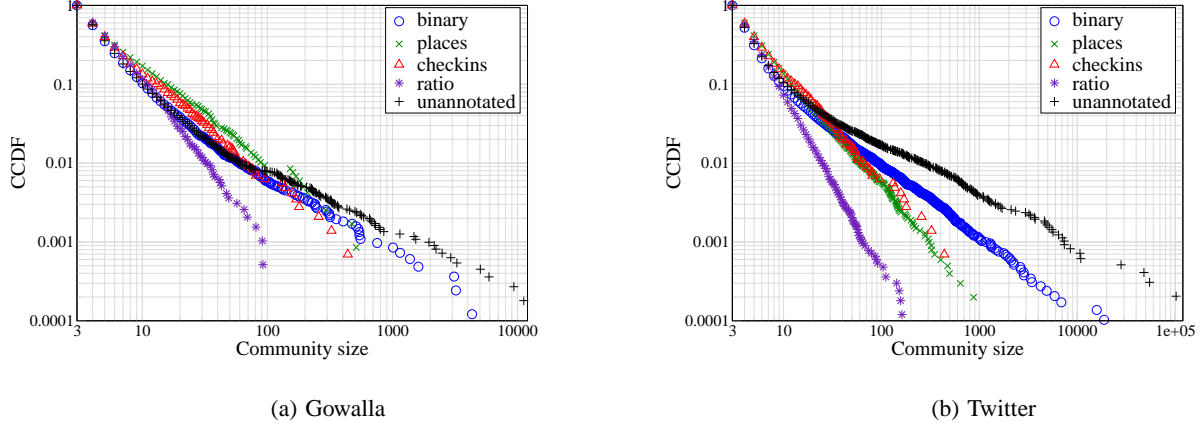 1
0.1
0.01
0.001
0.0001
CCDF
3
10
100
1000
10000
Community size
binary
places
checkins
ratio
unannotated
(a) Gowalla
1
0.1
0.01
0.001
0.0001
CCDF
3
10
100
1000
10000
1e+05
Community size
binary
places
checkins
ratio
unannotated
(b) Twitter